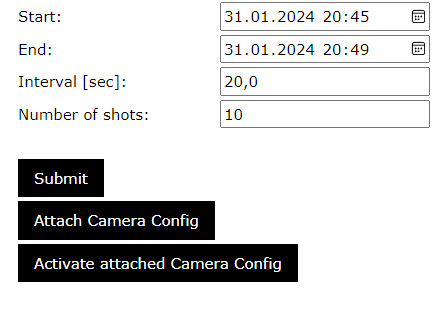 Start: 31.01.2024 20:45
End: 31.01.2024 20:49
Interval [sec]: 20,0
Number of shots: 10
Submit
Attach Camera Config
Activate attached Camera Config